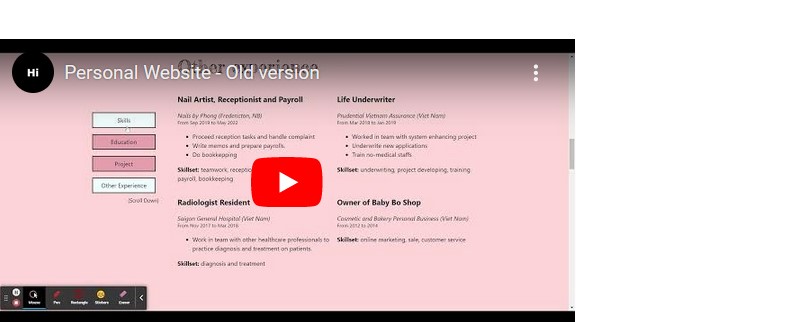 Other experience
Hi
Personal Website - Old version
Nail Artist, Receptionist and Payroll
Nails by Phong (Fredericton, NB)
From Sep 2019 to May 2022
Proceed reception tasks and handle complaint
Write memos and prepare payrolls.
Do bookkeeping
Skillset: teamwork,
payroll, bookkeeping
Life Underwriter
Prudential Vietnam Assurance (Viet Nam)
From Mar 2018 to Jan 2019
Worked in team with system enhancing project
Underwrite new applications
Train no-medical staffs
Skillset: underwriting, project developing, training
Skills
Education
Project
Other Experience
(Scroll Down)
Radiologist Resident
Saigon General Hospital (Viet Nam)
From Nov 2017 to Mar 2018
Work in team with other healthcare professionals to
practice diagnosis and treatment on patients.
Skillset: diagnosis and treatment
Owner of Baby Bo Shop
Cosmetic and Bakery Personal Business (Viet Nam)
From 2012 to 2014
Skillset: online marketing, sale, customer service
Mouse
Pen
Rectangle
Stickers
Eraser